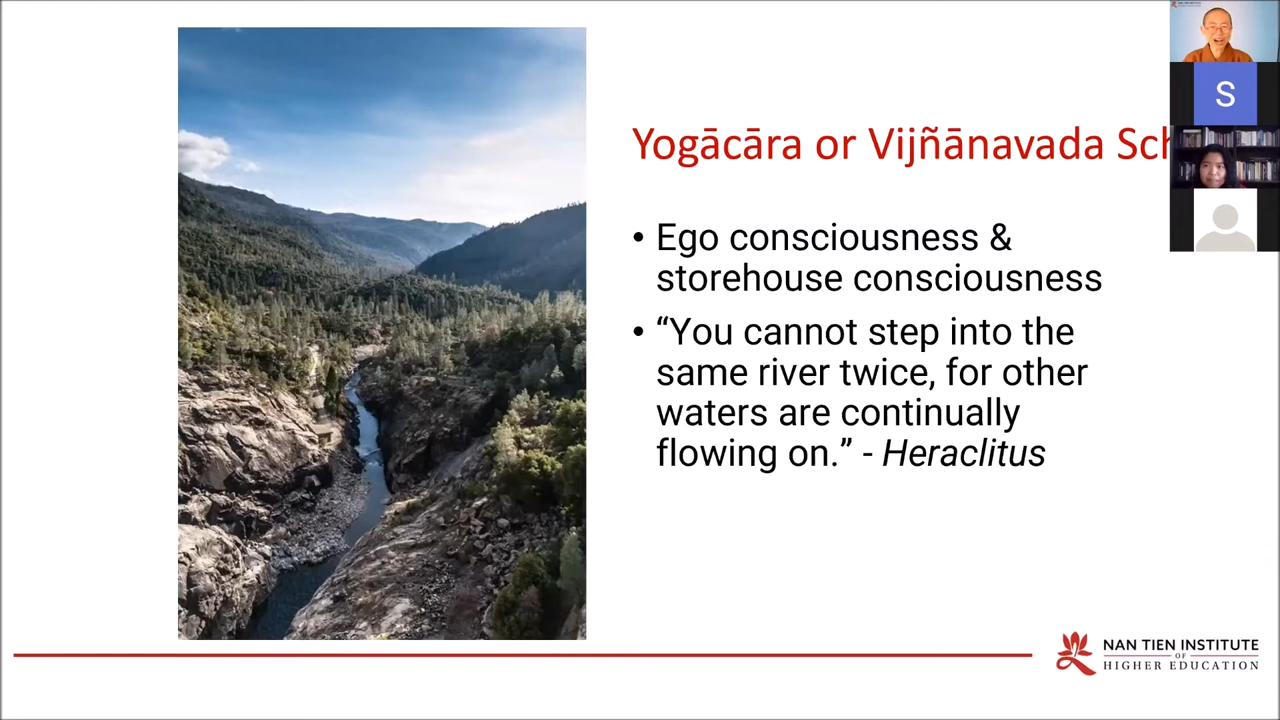 Yogācāra or Vijñānavada Sch
• Ego consciousness &
storehouse consciousness
• “You cannot step into the
same river twice, for other
waters are continually
flowing on.” - Heraclitus
S
NAN TIEN INSTITUTE
OF
HIGHER EDUCATION